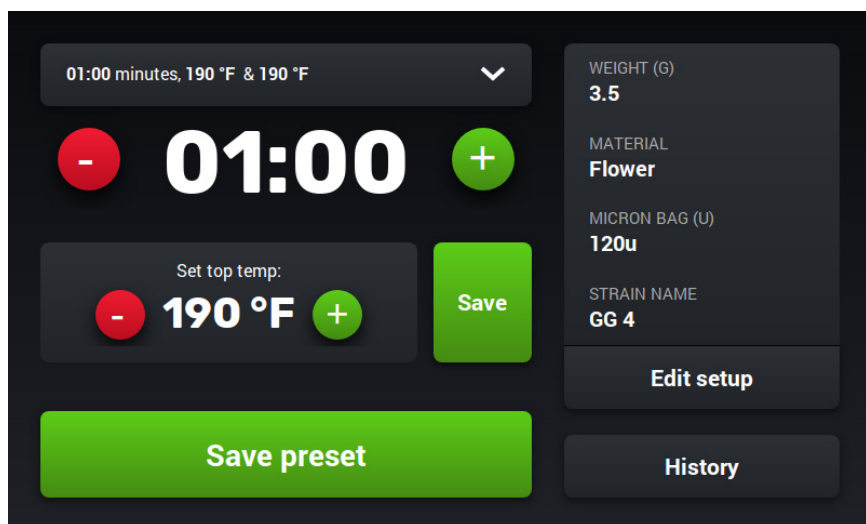 01:00 minutes, 190 °F & 190 °F
- 01:00 +
Set top temp:
- 190 °F +
Save
Save preset
WEIGHT (G)
3.5
MATERIAL
Flower
MICRON BAG (U)
120u
STRAIN NAME
GG 4
Edit setup
History